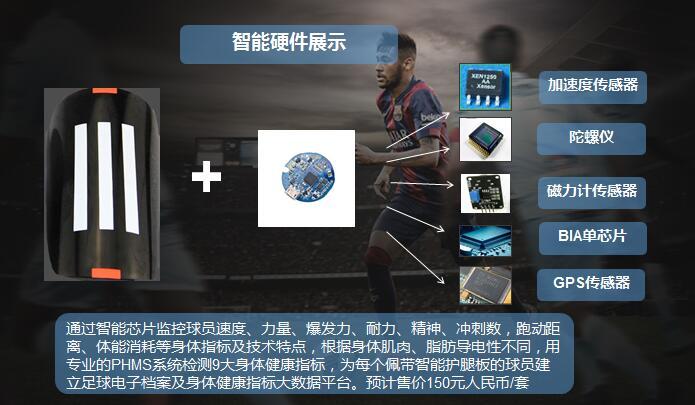 智能硬件展示
XEN1250
AA
Xensor
加速度传感器
beko
陀螺仪
磁力计传感器
BIA单芯片
GPS传感器
通过智能芯片监控球员速度、力量、爆发力、耐力、精神、冲刺数，跑动距
离、体能消耗等身体指标及技术特点，根据身体肌肉、脂肪导电性不同，用
专业的PHMS系统检测9大身体健康指标，为每个佩带智能护腿板的球员建
立足球电子档案及身体健康指标大数据平台。预计售价150元人民币/套